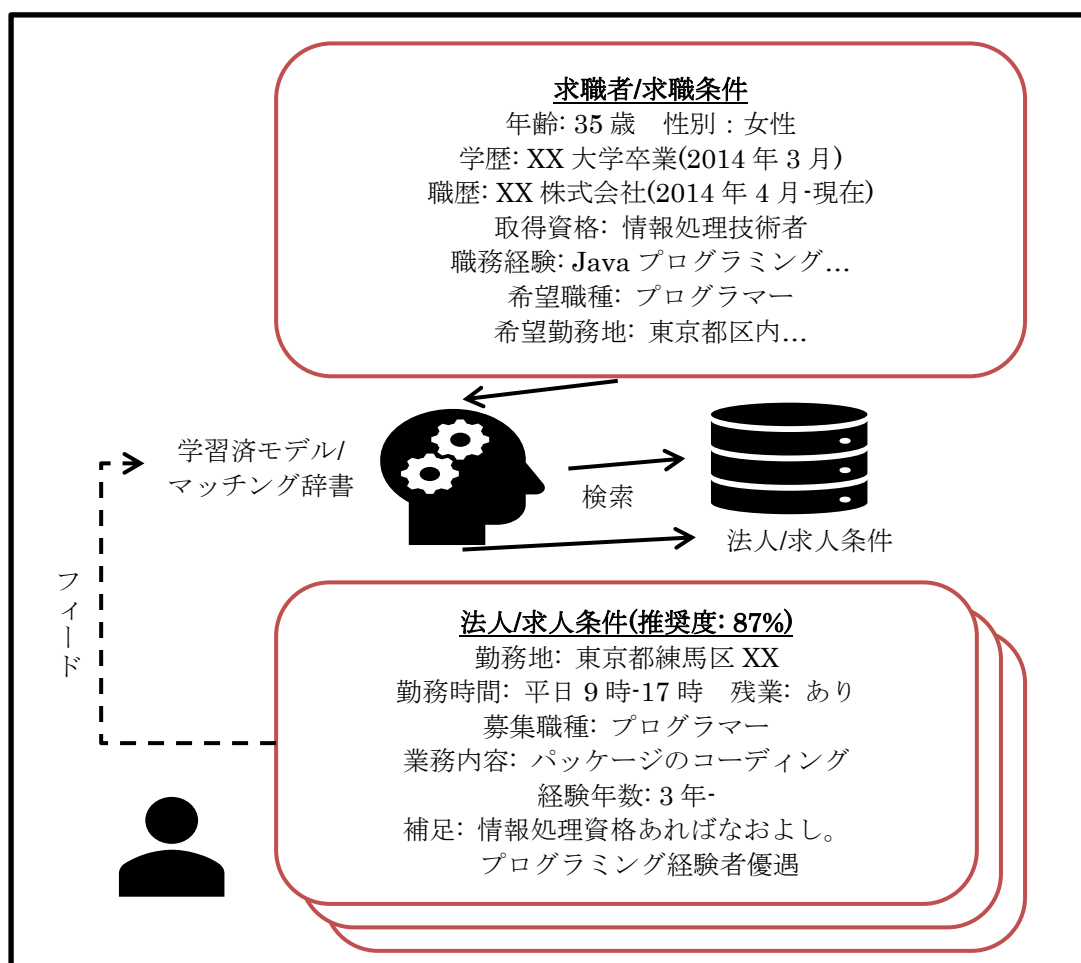 求職者/求職条件
年齢: 35 歳　性別：女性
学歴: XX 大学卒業(2014 年 3 月)
職歴: XX 株式会社(2014 年 4 月-現在)
取得資格: 情報処理技術者
職務経験: Java プログラミング…
希望職種: プログラマー
希望勤務地: 東京都区内…
学習済モデル/
マッチング辞書
検索
法人/求人条件
フィード
法人/求人条件(推奨度: 87%)
勤務地: 東京都練馬区 XX
勤務時間: 平日 9 時-17 時　残業: あり
募集職種: プログラマー
業務内容: パッケージのコーディング
経験年数: 3 年-
補足: 情報処理資格あればなおよし。
プログラミング経験者優遇